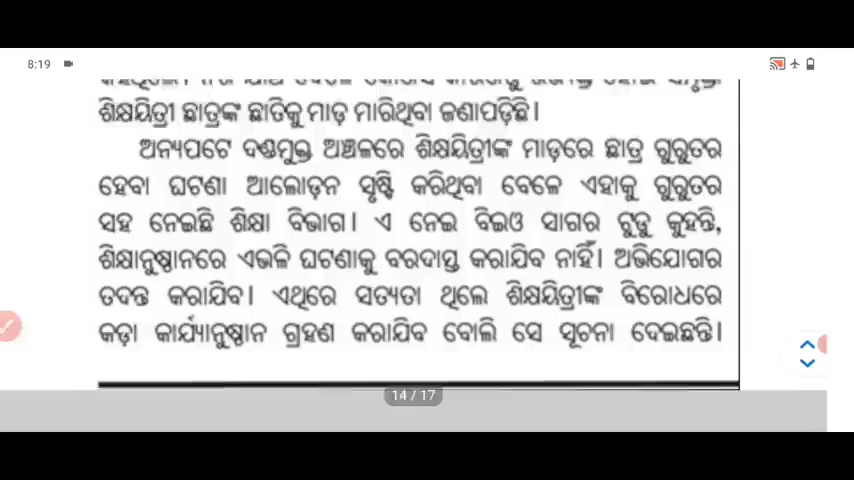 8:19
ଶିକ୍ଷୟିତ୍ରୀ ଛାତ୍ରଙ୍କ ଛାତିକୁ ମାଡ଼ ମାରିଥିବା ଜଣାପଡ଼ିଛି।
ଅନ୍ୟପଟେ ଦଣ୍ଡମୁକ୍ତ ଅଞ୍ଚଳରେ ଶିକ୍ଷୟିତ୍ରୀଙ୍କ ମାଡ଼ରେ ଛାତ୍ର ଗୁରୁତର
ହେବା ଘଟଣା ଆଲୋଡ଼ନ ସୃଷ୍ଟି କରିଥିବା ବେଳେ ଏହାକୁ ଗୁରୁତର
ସହ ନେଇଛି ଶିକ୍ଷା ବିଭାଗ। ଏ ନେଇ ବିଇଓ ସାଗର ଟୁଡୁ କୁହନ୍ତି,
ଶିକ୍ଷାନୁଷ୍ଠାନରେ ଏଭଳି ଘଟଣାକୁ ବରଦାସ୍ତ କରାଯିବ ନାହିଁ। ଅଭିଯୋଗର
ତଦନ୍ତ କରାଯିବ। ଏଥିରେ ସତ୍ୟତା ଥିଲେ ଶିକ୍ଷୟିତ୍ରୀଙ୍କ ବିରୋଧରେ
କଡ଼ା କାର୍ଯ୍ୟାନୁଷ୍ଠାନ ଗ୍ରହଣ କରାଯିବ ବୋଲି ସେ ସୂଚନା ଦେଇଛନ୍ତି।
14 / 17